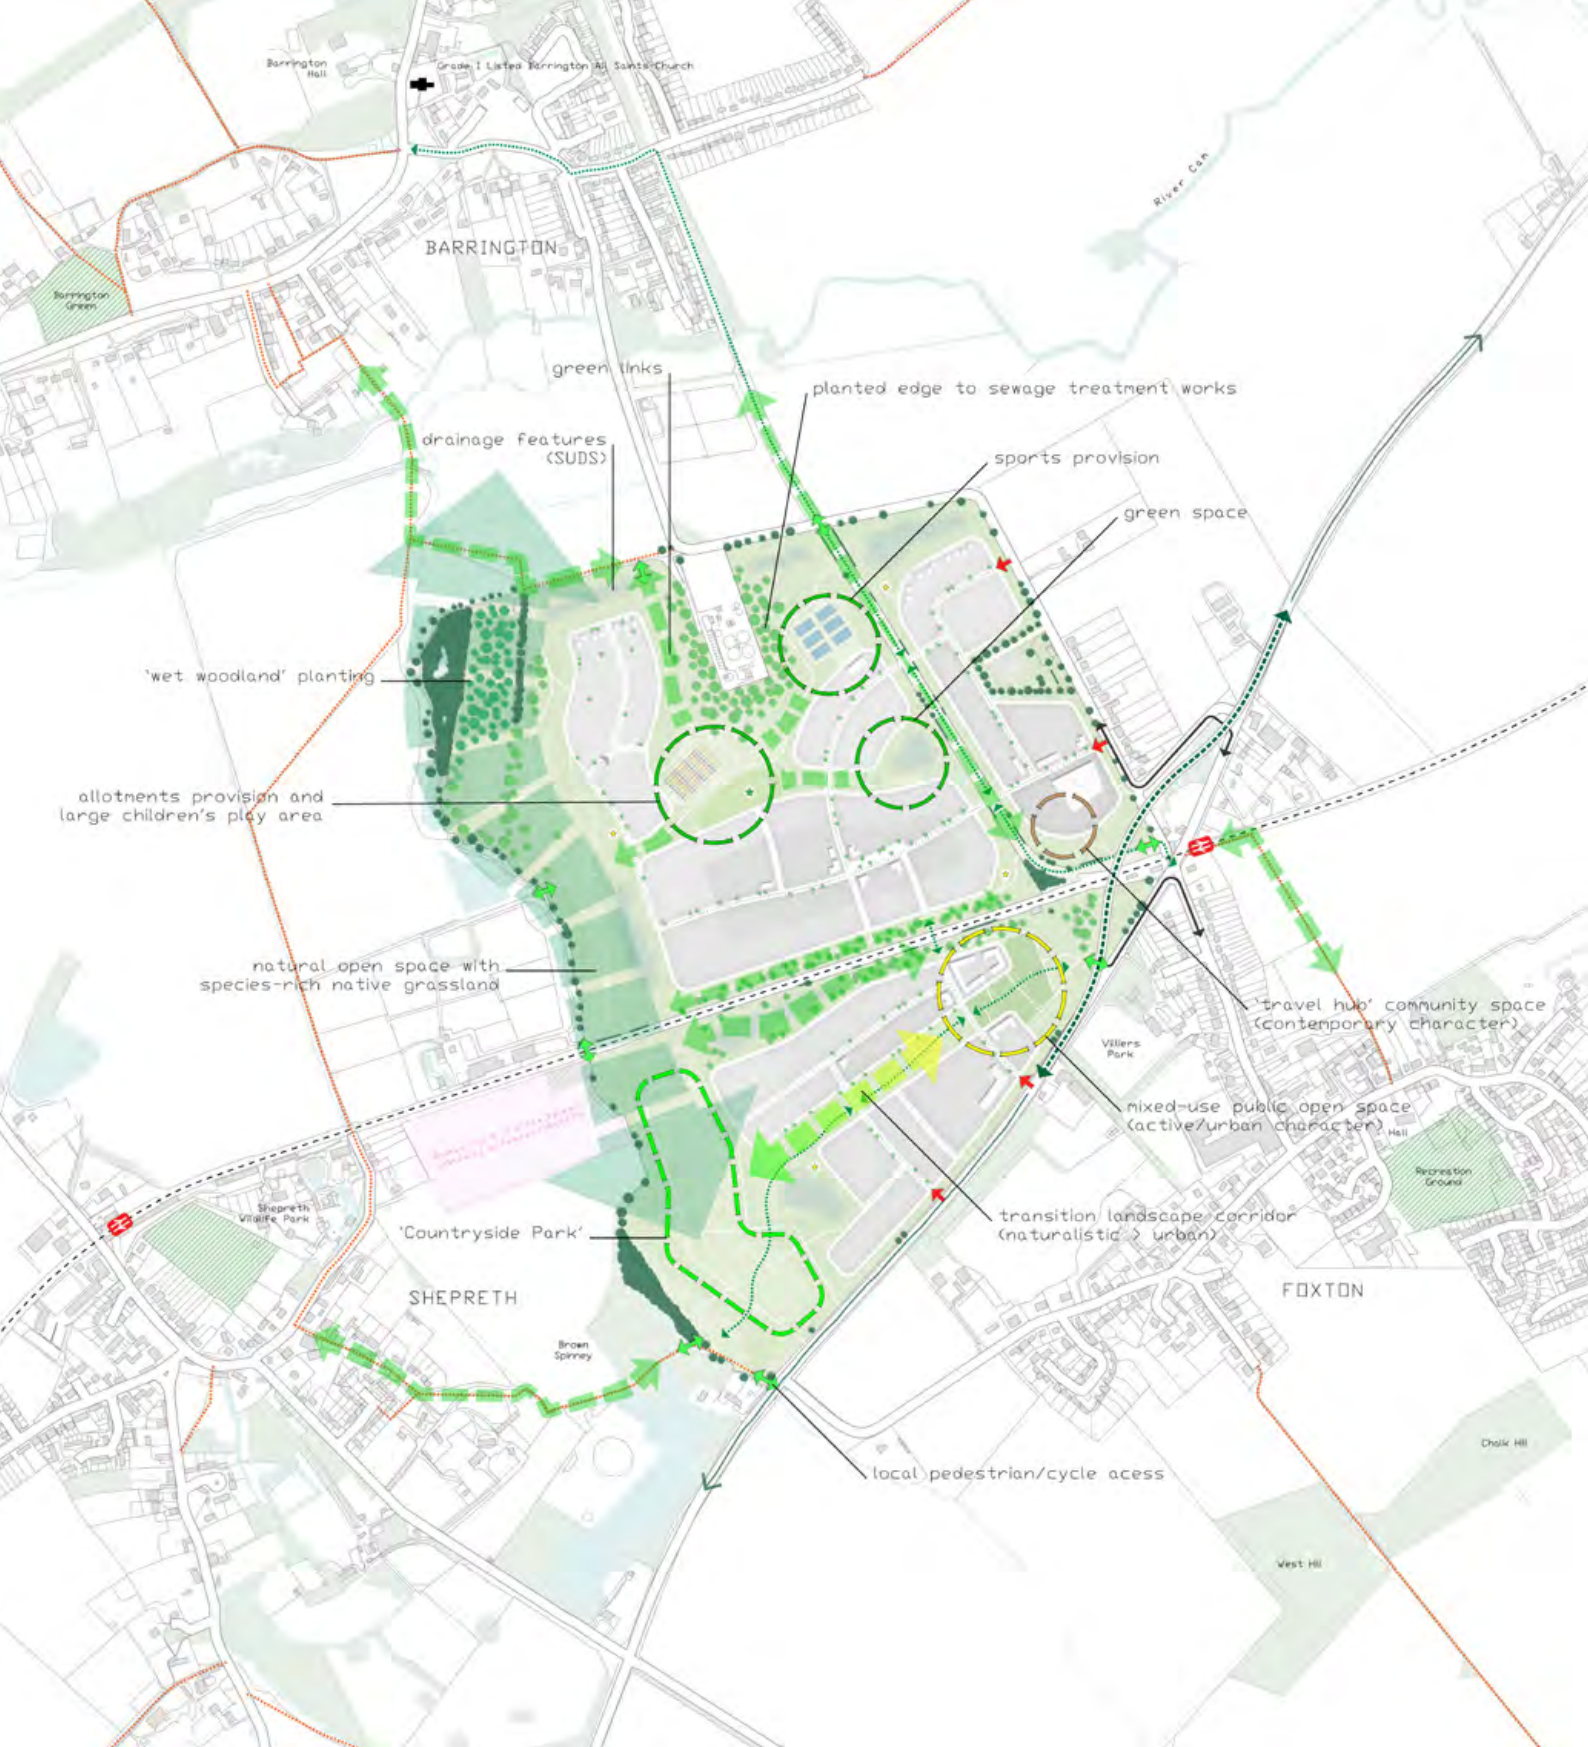 Barrington
Hall
Grade I Listed Barrington All Saints Church
River Cam
BARRINGTON
Barrington
Green
green links
planted edge to sewage treatment works
drainage features
(SUDS)
sports provision
green space
'wet woodland' planting
allotments provision and
large children's play area
natural open space with
species-rich native grassland
'travel hub' community space
(contemporary character)
Villiers
Park
mixed-use public open space
(active/urban character)
Hall
Recreation
Ground
Shepreth
Wildlife Park
transition landscape corridor
(naturalistic > urban)
'Countryside Park'
SHEPRETH
FOXTON
Brown
Spinney
Chalk Hill
local pedestrian/cycle acess
West Hill